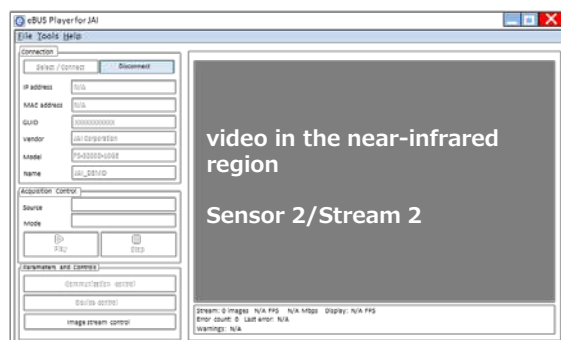 eBUS Player for JAI
File Tools Help
Connection
Select / Connect
Disconnect
IP address
N/A
MAC address
N/A
GUID
Vendor
JAI Corporation
Model
Name
Acquisition Control
Source
Mode
Play
Stop
Parameters and Controls
Communication control
Device control
Image stream control
video in the near-infrared
region
Sensor 2/Stream 2
Stream: 0 images N/A FPS N/A Mbps Display: N/A FPS
Error count: 0 Last error: N/A
Warnings: N/A